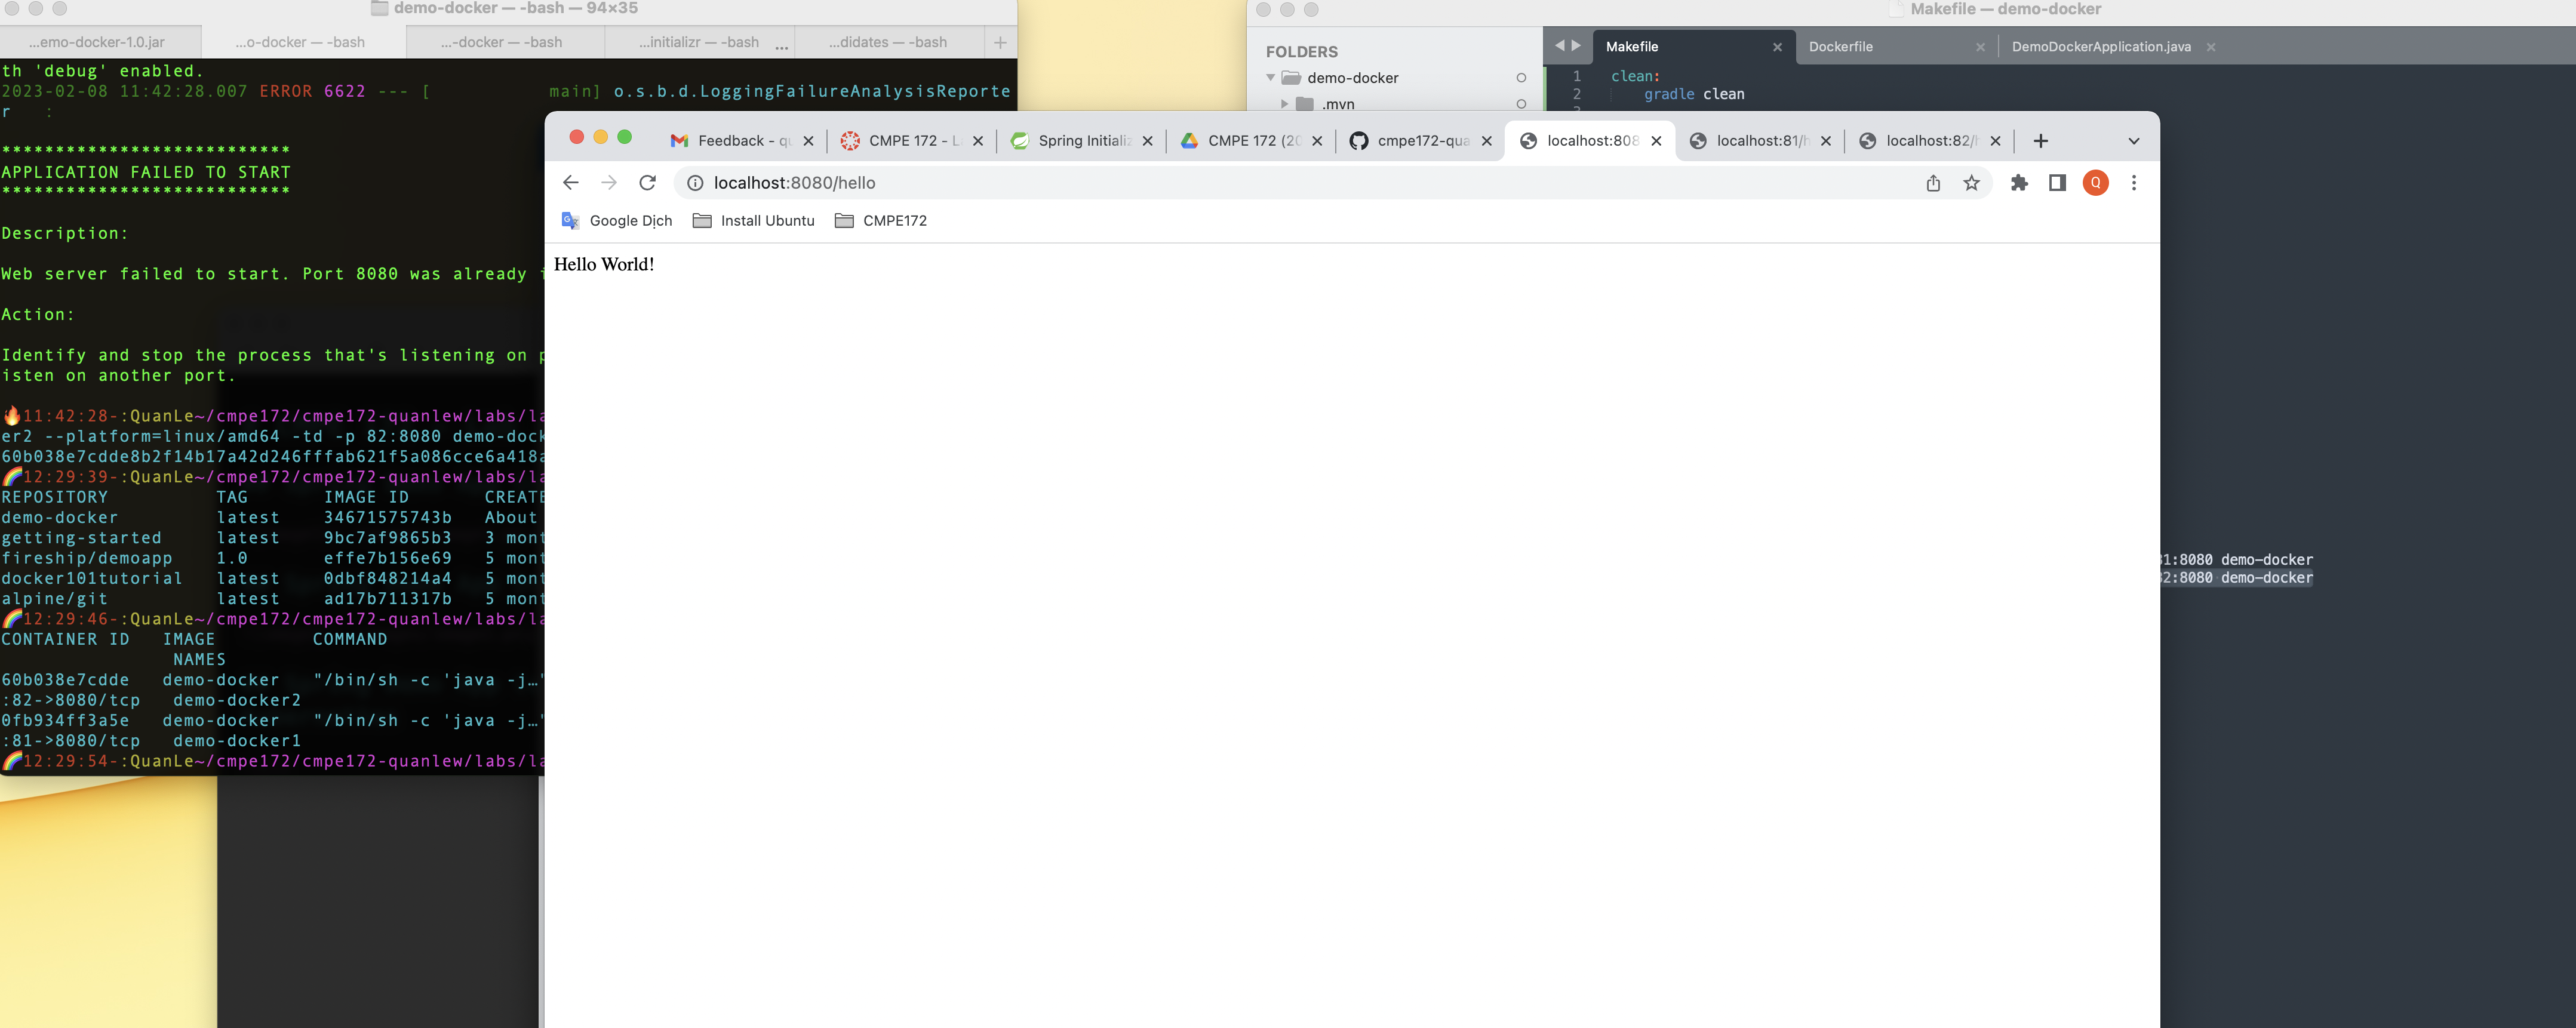 demo-docker — -bash — 94×35
...emo-docker-1.0.jar
...o-docker — -bash
...-docker — -bash
...initializr — -bash ...
...didates — -bash
th 'debug' enabled.
2023-02-08 11:42:28.007 ERROR 6622 --- [ main] o.s.b.d.LoggingFailureAnalysisReporte
r :
***************************
APPLICATION FAILED TO START
***************************
Description:
Web server failed to start. Port 8080 was already
Action:
Identify and stop the process that's listening on
isten on another port.
🔥11:42:28-:QuanLe~/cmpe172/cmpe172-quanlew/labs/la
er2 --platform=linux/amd64 -td -p 82:8080 demo-dock
60b038e7cdde8b2f14b17a42d246fffab621f5a086cce6a418a
🌈12:29:39-:QuanLe~/cmpe172/cmpe172-quanlew/labs/la
REPOSITORY TAG IMAGE ID CREATE
demo-docker latest 34671575743b About
getting-started latest 9bc7af9865b3 3 mont
fireship/demoapp 1.0 effe7b156e69 5 mont
docker101tutorial latest 0dbf848214a4 5 mont
alpine/git latest ad17b711317b 5 mont
🌈12:29:46-:QuanLe~/cmpe172/cmpe172-quanlew/labs/la
CONTAINER ID IMAGE COMMAND
NAMES
60b038e7cdde demo-docker "/bin/sh -c 'java -j…"
:82->8080/tcp demo-docker2
0fb934ff3a5e demo-docker "/bin/sh -c 'java -j…"
:81->8080/tcp demo-docker1
🌈12:29:54-:QuanLe~/cmpe172/cmpe172-quanlew/labs/la
Makefile — demo-docker
FOLDERS
demo-docker
.mvn
Makefile
Dockerfile
DemoDockerApplication.java
1 clean:
2 gradle clean
Feedback - qu
CMPE 172 - L
Spring Initializ
CMPE 172 (20
cmpe172-qua
localhost:808
localhost:81/h
localhost:82/h
localhost:8080/hello
Q
Google Dịch
Install Ubuntu
CMPE172
Hello World!
31:8080 demo-docker
32:8080 demo-docker